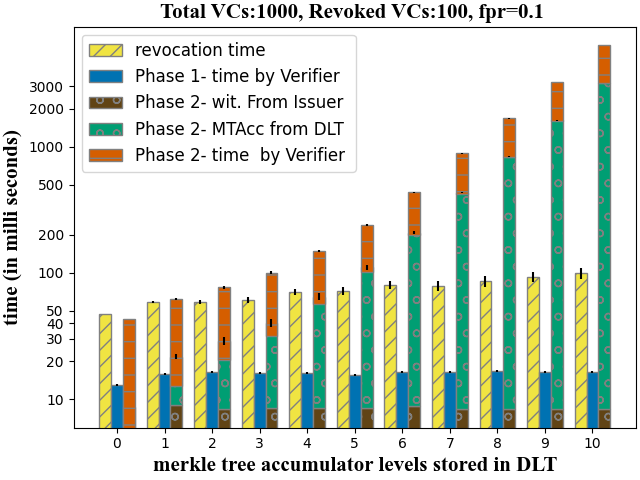 Total VCs:1000, Revoked VCs:100, fpr=0.1
revocation time
Phase 1- time by Verifier
Phase 2- wit. From Issuer
Phase 2- MTAcc from DLT
Phase 2- time  by Verifier
time (in milli seconds)
3000
2000
1000
500
200
100
50
40
30
20
10
0 1 2 3 4 5 6 7 8 9 10
merkle tree accumulator levels stored in DLT